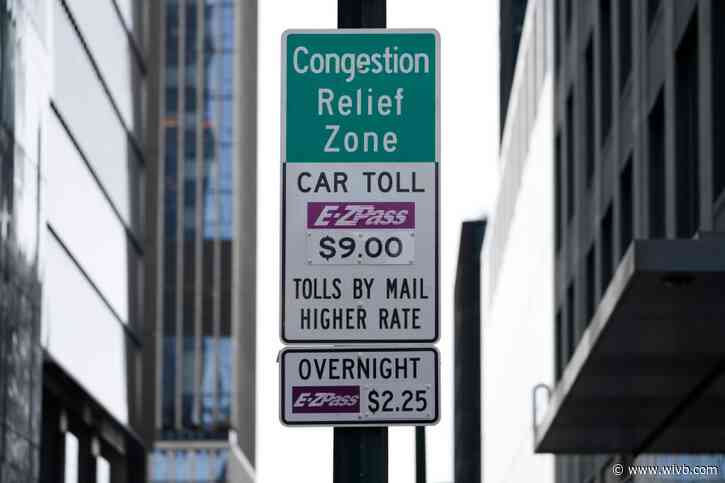 Congestion
Relief
Zone
CAR TOLL
E-ZPass
$9.00
TOLLS BY MAIL
HIGHER RATE
OVERNIGHT
E-ZPass $2.25
© www.wivb.com